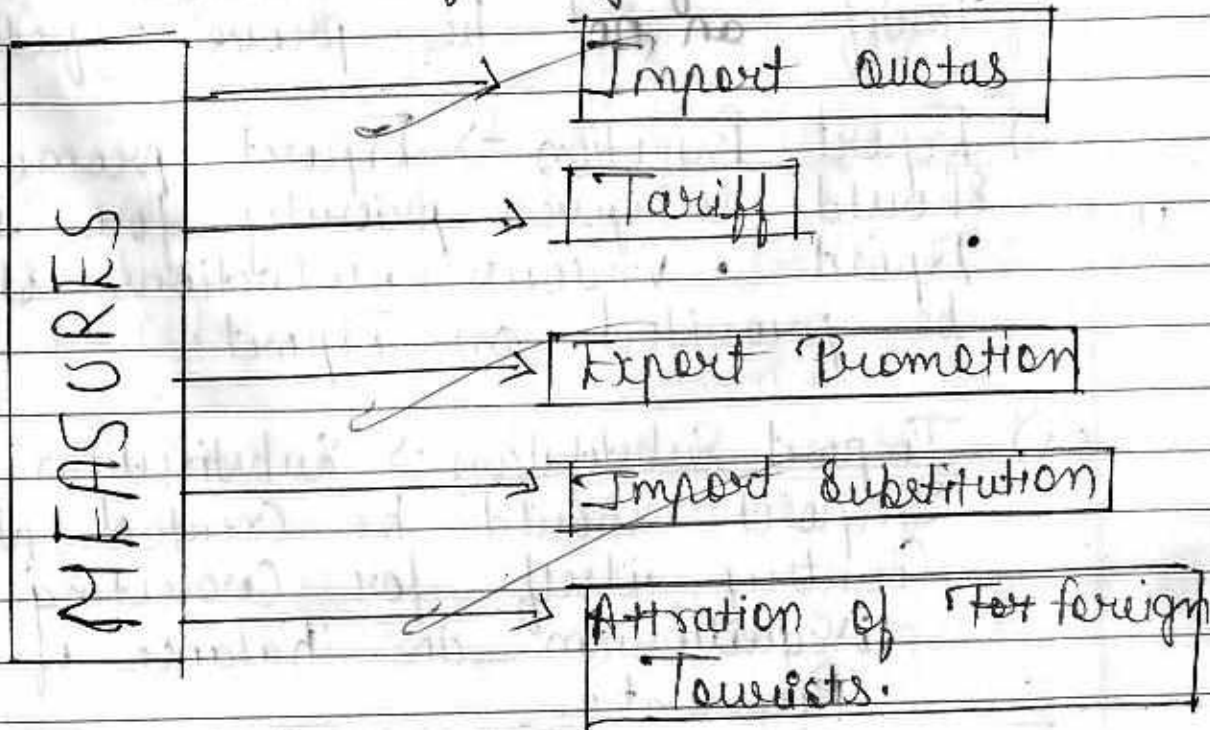 MEASURES
Import Quotas
Tariff
Export Promotion
Import Substitution
Attration of For foreign
Tourists.